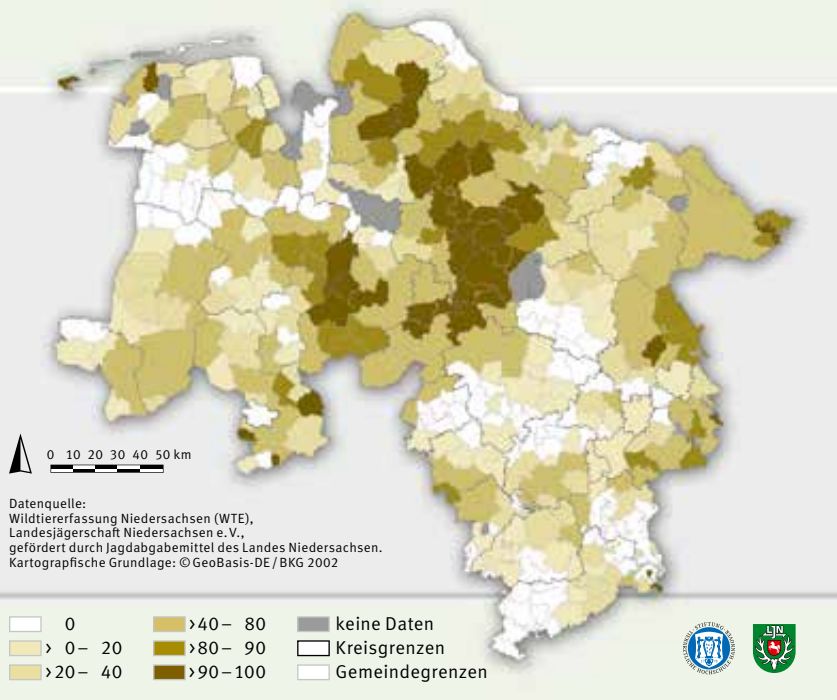 0 10 20 30 40 50 km
Datenquelle:
Wildtiererfassung Niedersachsen (WTE),
Landesjägerschaft Niedersachsen e. V.,
gefördert durch Jagdabgabemittel des Landes Niedersachsen.
Kartografische Grundlage: © GeoBasis-DE / BKG 2002
0
> 0 – 20
>20 – 40
>40 – 80
>80 – 90
>90 – 100
keine Daten
Kreisgrenzen
Gemeindegrenzen
LJN